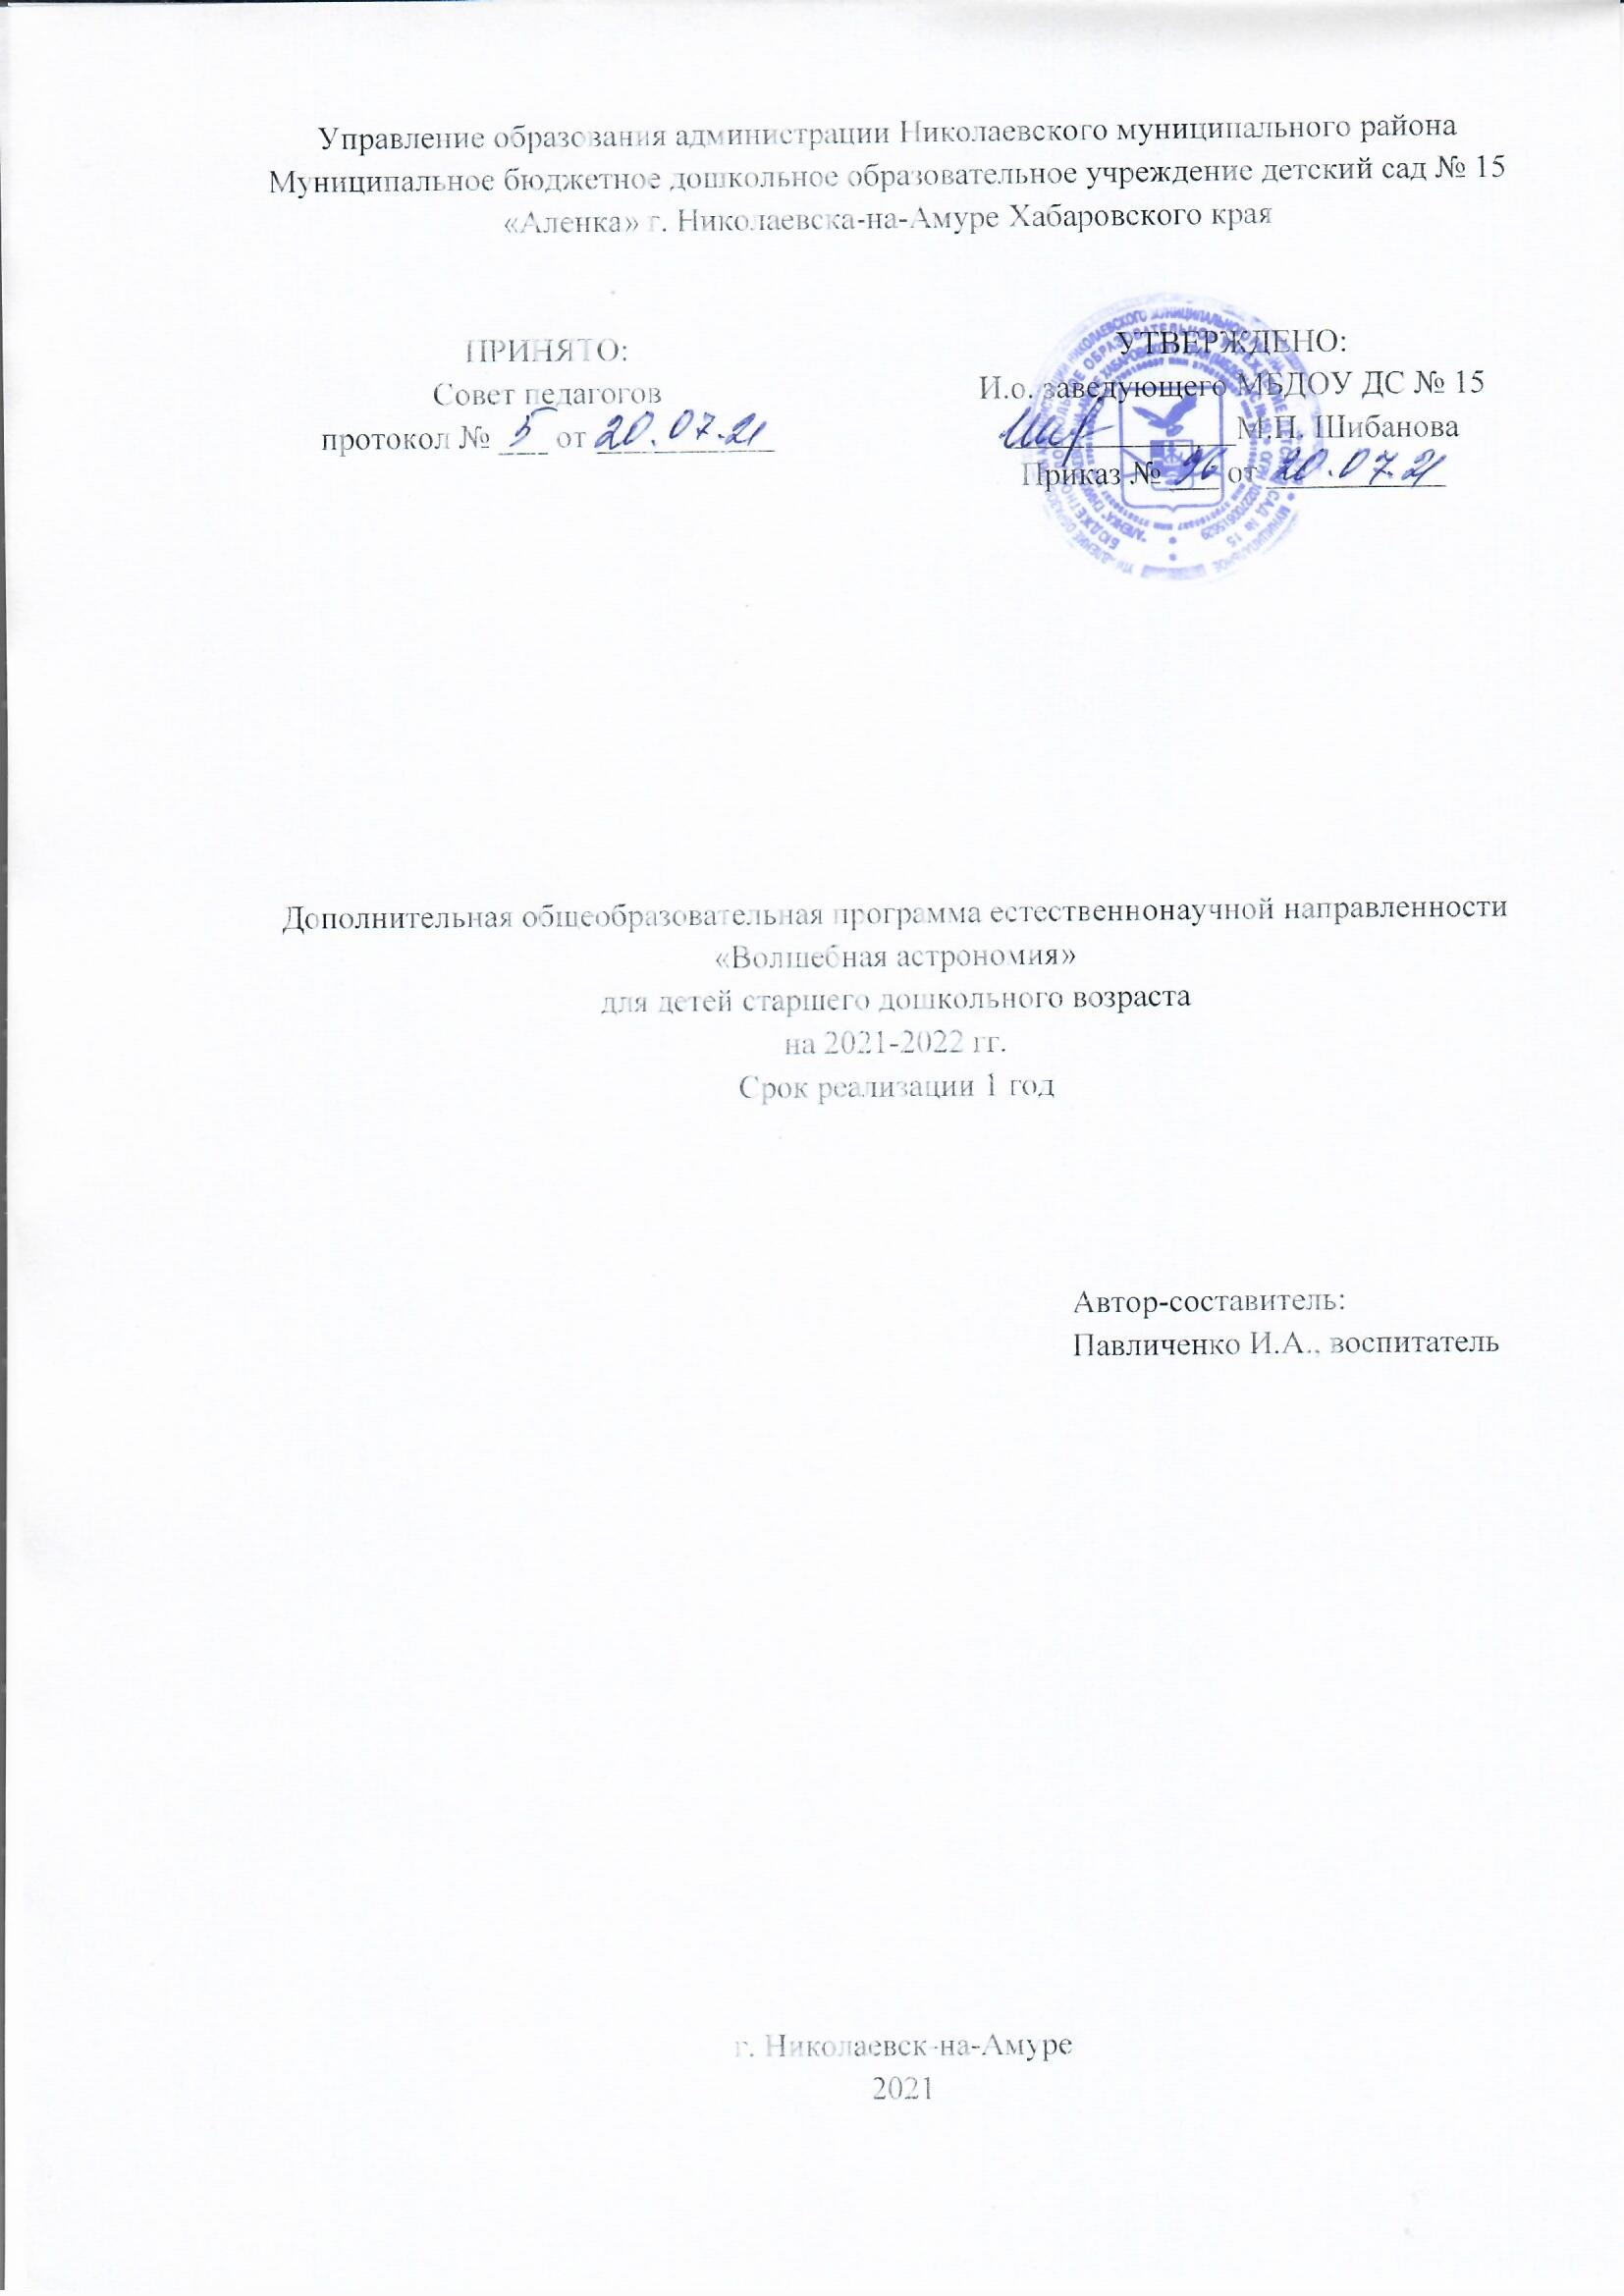 Управление образования администрации Николаевского муниципального района
Муниципальное бюджетное дошкольное образовательное учреждение детский сад № 15
«Аленка» г. Николаевска-на-Амуре Хабаровского края
ПРИНЯТО:
Совет педагогов
протокол № 5 от 20.07.21
УТВЕРЖДЕНО:
И.о. заведующего МБДОУ ДС № 15
М.П. Шибанова
Приказ № 96 от 20.07.21
Дополнительная общеобразовательная программа естественнонаучной направленности
«Волшебная астрономия»
для детей старшего дошкольного возраста
на 2021-2022 гг.
Срок реализации 1 год
Автор-составитель:
Павличенко И.А., воспитатель
г. Николаевск-на-Амуре
2021